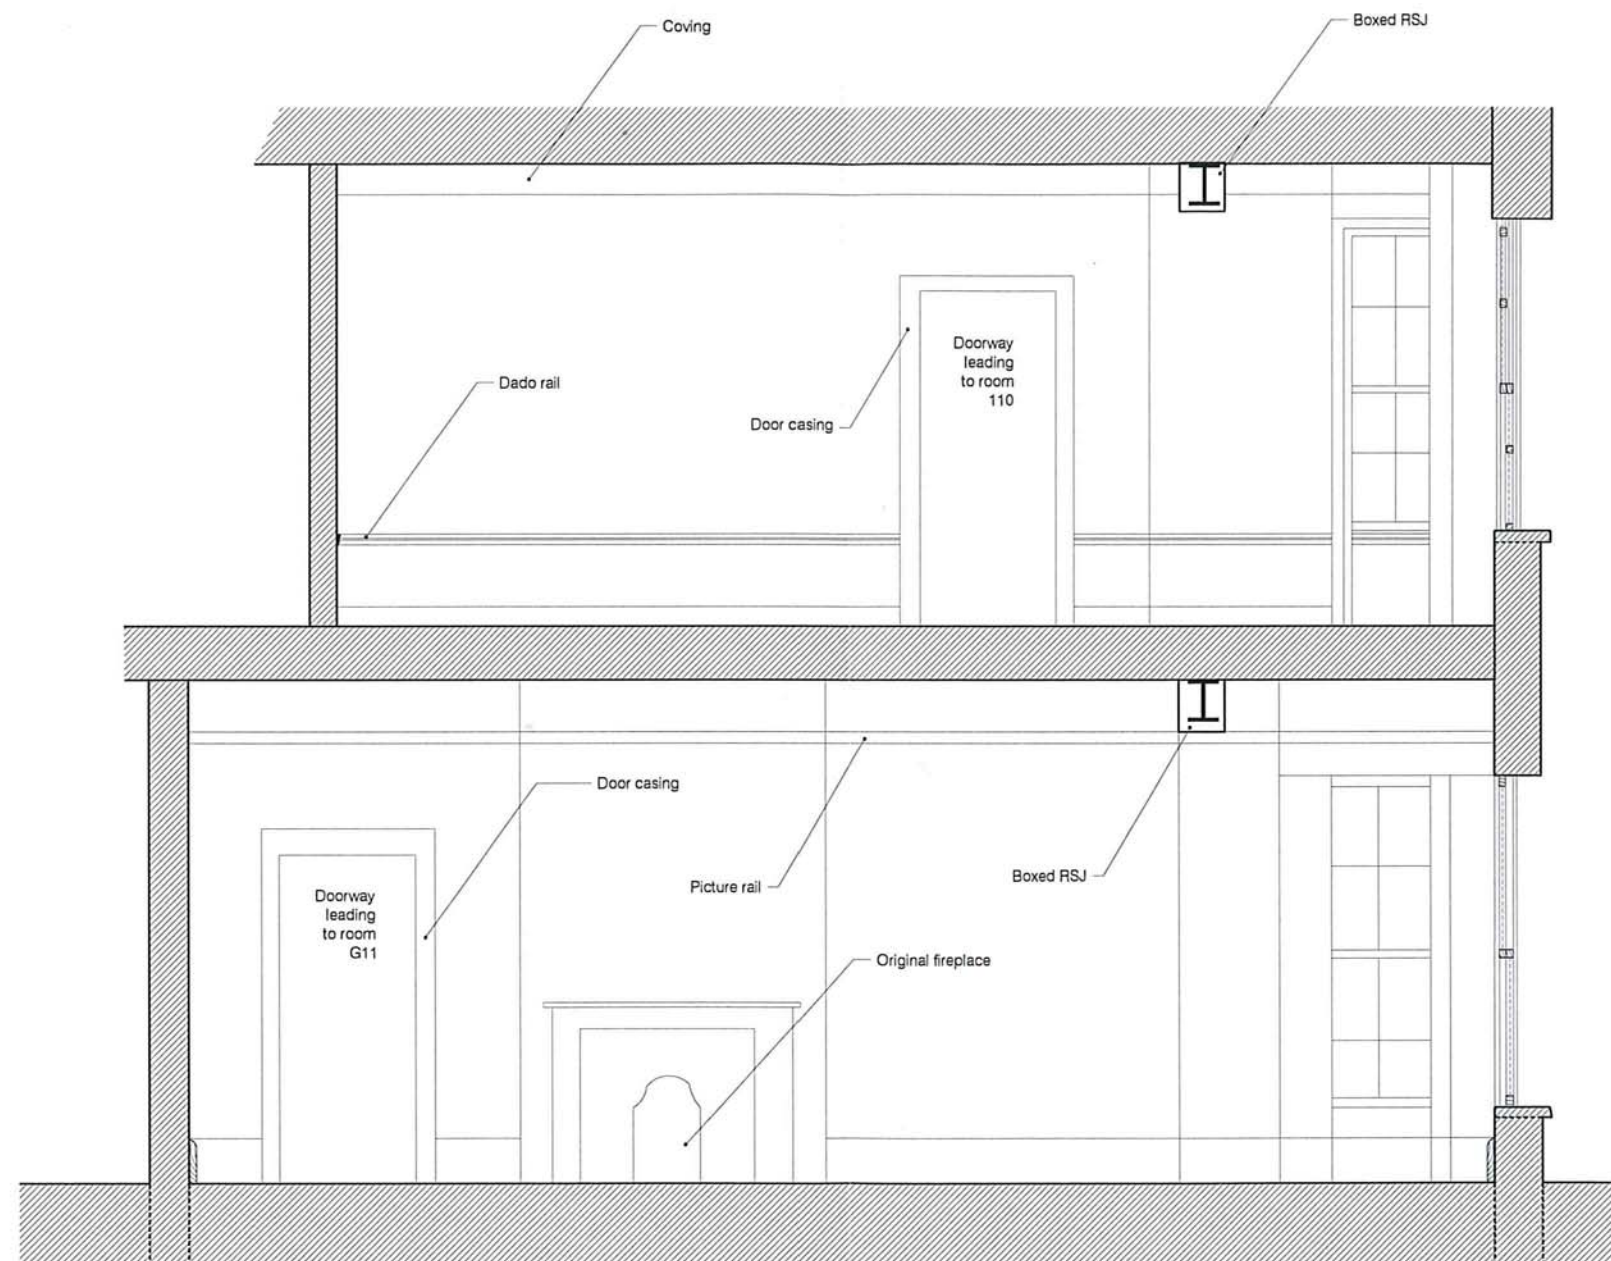 Coving
Boxed RSJ
Doorway
leading
to room
110
Dado rail
Door casing
Door casing
Doorway
leading
to room
G11
Picture rail
Boxed RSJ
Original fireplace